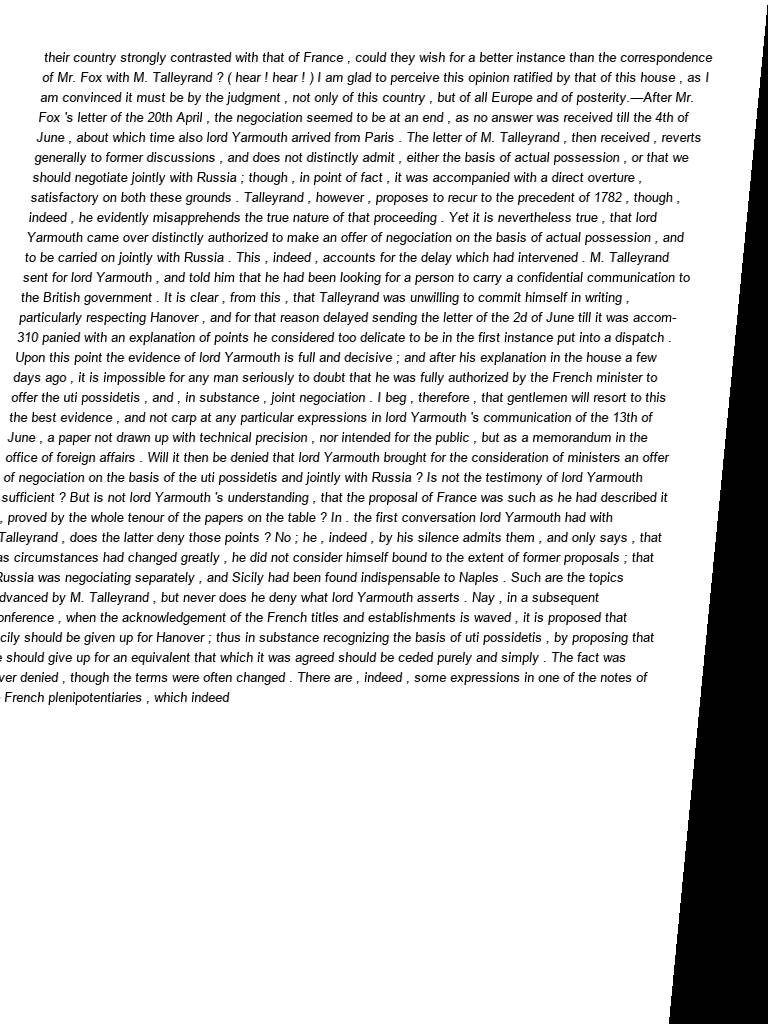 their country strongly contrasted with that of France , could they wish for a better instance than the correspondence
of Mr. Fox with M. Talleyrand ? ( hear ! hear ! ) I am glad to perceive this opinion ratified by that of this house , as I
am convinced it must be by the judgment , not only of this country , but of all Europe and of posterity.—After Mr.
Fox 's letter of the 20th April , the negociation seemed to be at an end , as no answer was received till the 4th of
June , about which time also lord Yarmouth arrived from Paris . The letter of M. Talleyrand , then received , reverts
generally to former discussions , and does not distinctly admit , either the basis of actual possession , or that we
should negotiate jointly with Russia ; though , in point of fact , it was accompanied with a direct overture ,
satisfactory on both these grounds . Talleyrand , however , proposes to recur to the precedent of 1782 , though ,
indeed , he evidently misapprehends the true nature of that proceeding . Yet it is nevertheless true , that lord
Yarmouth came over distinctly authorized to make an offer of negociation on the basis of actual possession , and
to be carried on jointly with Russia . This , indeed , accounts for the delay which had intervened . M. Talleyrand
sent for lord Yarmouth , and told him that he had been looking for a person to carry a confidential communication to
the British government . It is clear , from this , that Talleyrand was unwilling to commit himself in writing ,
particularly respecting Hanover , and for that reason delayed sending the letter of the 2d of June till it was accom-
310 panied with an explanation of points he considered too delicate to be in the first instance put into a dispatch .
Upon this point the evidence of lord Yarmouth is full and decisive ; and after his explanation in the house a few
days ago , it is impossible for any man seriously to doubt that he was fully authorized by the French minister to
offer the uti possidetis , and , in substance , joint negociation . I beg , therefore , that gentlemen will resort to this
the best evidence , and not carp at any particular expressions in lord Yarmouth 's communication of the 13th of
June , a paper not drawn up with technical precision , nor intended for the public , but as a memorandum in the
office of foreign affairs . Will it then be denied that lord Yarmouth brought for the consideration of ministers an offer
of negociation on the basis of the uti possidetis and jointly with Russia ? Is not the testimony of lord Yarmouth
sufficient ? But is not lord Yarmouth 's understanding , that the proposal of France was such as he had described it
, proved by the whole tenour of the papers on the table ? In . the first conversation lord Yarmouth had with
Talleyrand , does the latter deny those points ? No ; he , indeed , by his silence admits them , and only says , that
as circumstances had changed greatly , he did not consider himself bound to the extent of former proposals ; that
Russia was negociating separately , and Sicily had been found indispensable to Naples . Such are the topics
dvanced by M. Talleyrand , but never does he deny what lord Yarmouth asserts . Nay , in a subsequent
onference , when the acknowledgement of the French titles and establishments is waved , it is proposed that
cily should be given up for Hanover ; thus in substance recognizing the basis of uti possidetis , by proposing that
should give up for an equivalent that which it was agreed should be ceded purely and simply . The fact was
ver denied , though the terms were often changed . There are , indeed , some expressions in one of the notes of
French plenipotentiaries , which indeed